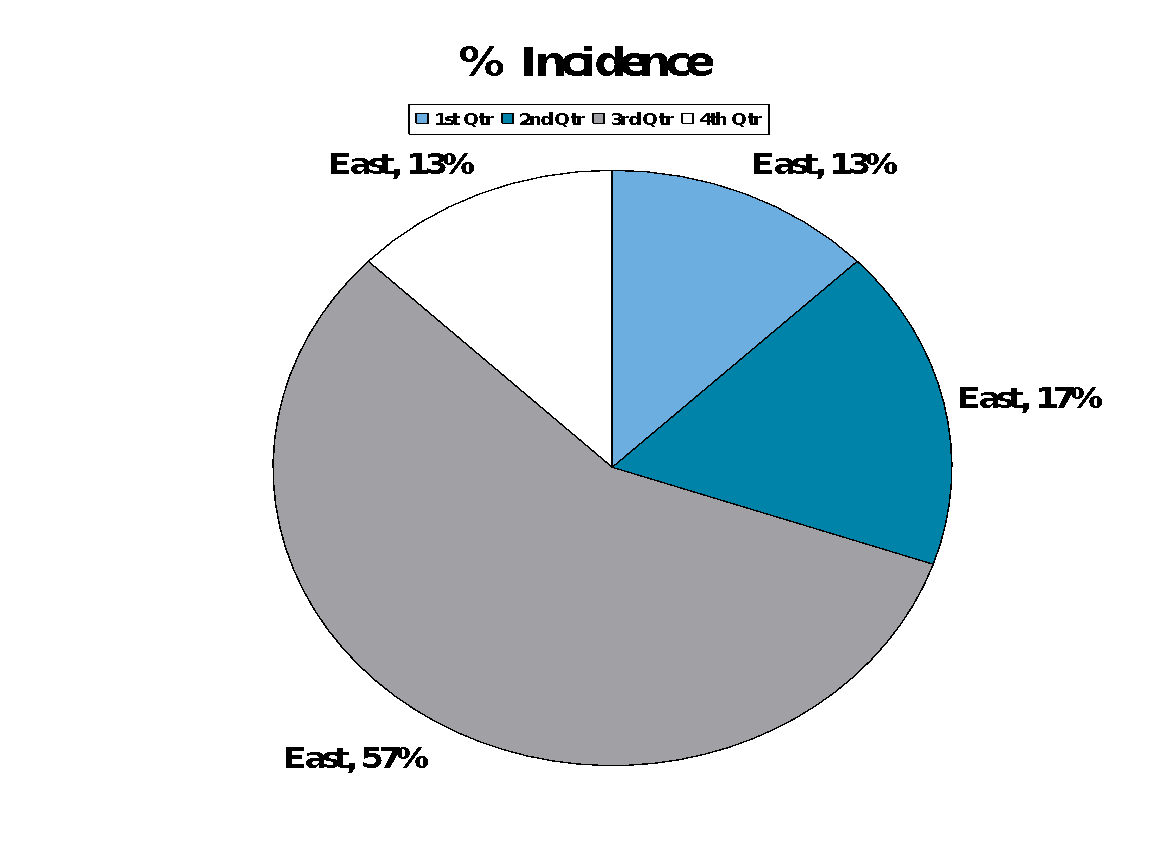 % Incidence
1st Qtr 2nd Qtr 3rd Qtr 4th Qtr
East, 13% East, 13%
East, 17%
East, 57%